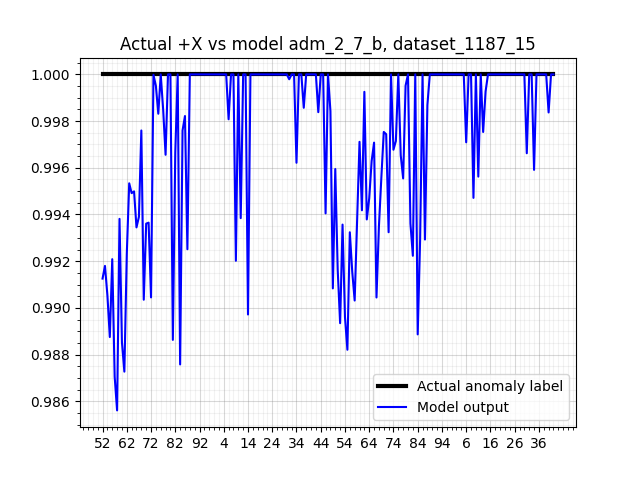 Actual +X vs model adm_2_7_b, dataset_1187_15
1.000
0.998
0.996
0.994
0.992
0.990
0.988
0.986
Actual anomaly label
Model output
52 62 72 82 92 4 14 24 34 44 54 64 74 84 94 6 16 26 36